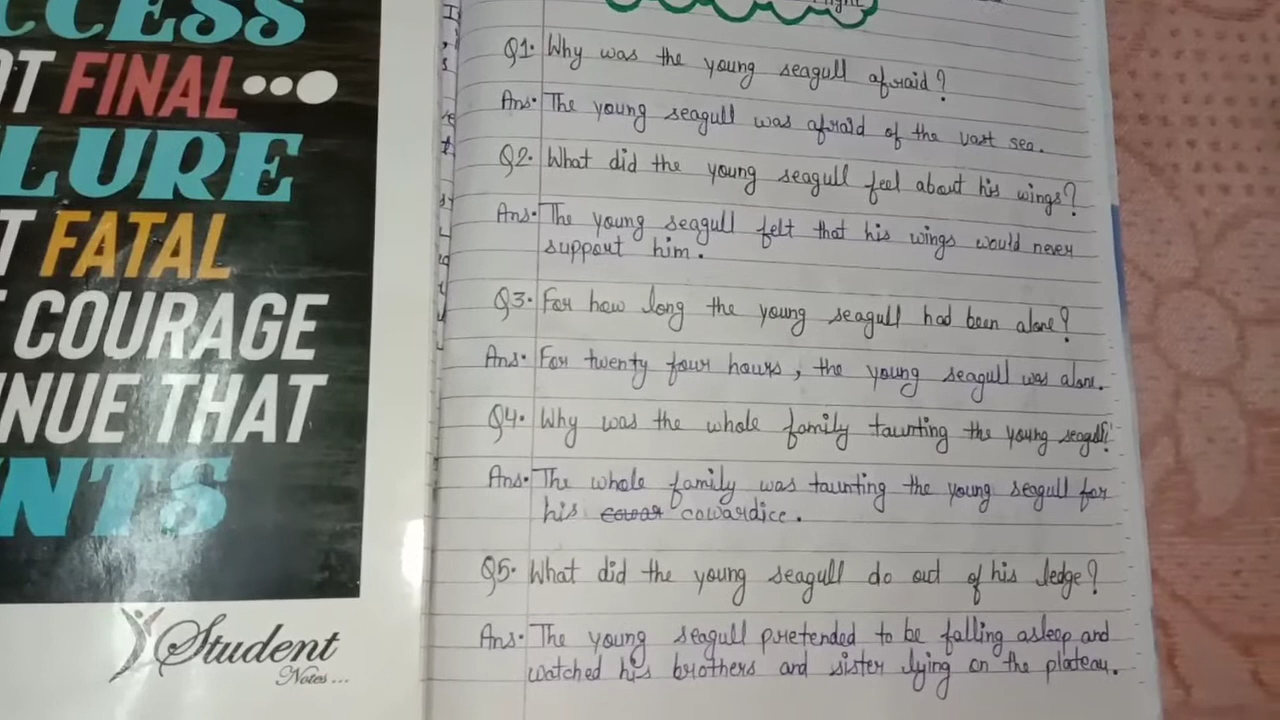 CCESS
OT FINAL
LURE
T FATAL
COURAGE
NUE THAT
NTS
Student
Notes...
Q1. Why was the young seagull afraid?
Ans. The young seagull was afraid of the vast sea.
Q2. What did the young seagull feel about his wings?
Ans. The young seagull felt that his wings would never
support him.
Q3. For how long the young seagull had been alone?
Ans. For twenty four hours, the young seagull was alone.
Q4. Why was the whole family taunting the young seagull?
Ans. The whole family was taunting the young seagull for
his cowar cowardice.
Q5. What did the young seagull do out of his ledge?
Ans. The young seagull pretended to be falling asleep and
watched his brothers and sister lying on the plateau.